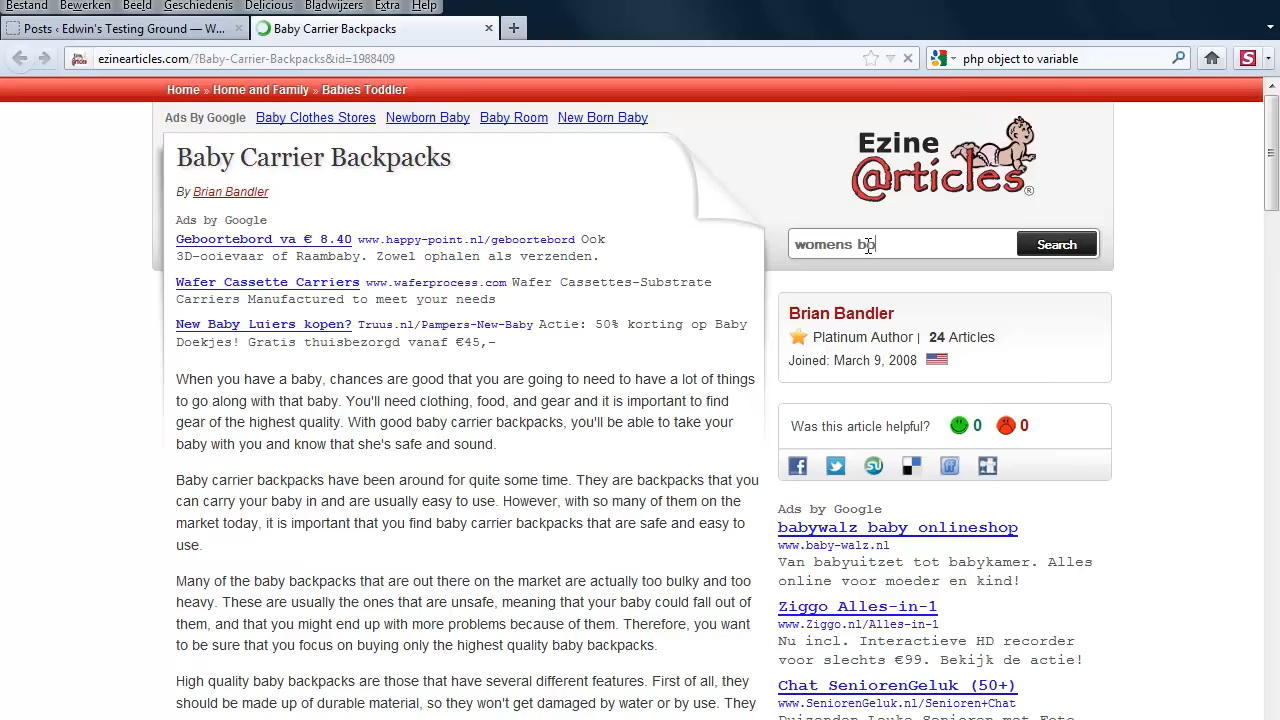 Bestand Bewerken Beeld Geschiedenis Delicious Bladwijzers Extra Help
Posts ‹ Edwin's Testing Ground — W...
Baby Carrier Backpacks
ezinearticles.com/?Baby-Carrier-Backpacks&id=1988409
php object to variable
Home » Home and Family » Babies Toddler
Ads By Google Baby Clothes Stores Newborn Baby Baby Room New Born Baby
Baby Carrier Backpacks
By Brian Bandler
Ads by Google
Geboortebord va € 8.40 www.happy-point.nl/geboortebord Ook
3D-ooievaar of Raambaby. Zowel ophalen als verzenden.
Wafer Cassette Carriers www.waferprocess.com Wafer Cassettes-Substrate
Carriers Manufactured to meet your needs
New Baby Luiers kopen? Truus.nl/Pampers-New-Baby Actie: 50% korting op Baby
Doekjes! Gratis thuisbezorgd vanaf €45,-
When you have a baby, chances are good that you are going to need to have a lot of things
to go along with that baby. You'll need clothing, food, and gear and it is important to find
gear of the highest quality. With good baby carrier backpacks, you'll be able to take your
baby with you and know that she's safe and sound.
Baby carrier backpacks have been around for quite some time. They are backpacks that you
can carry your baby in and are usually easy to use. However, with so many of them on the
market today, it is important that you find baby carrier backpacks that are safe and easy to
use.
Many of the baby backpacks that are out there on the market are actually too bulky and too
heavy. These are usually the ones that are unsafe, meaning that your baby could fall out of
them, and that you might end up with more problems because of them. Therefore, you want
to be sure that you focus on buying only the highest quality baby backpacks.
High quality baby backpacks are those that have several different features. First of all, they
should be made up or durable material, so they won't get damaged by water or by use. They
Ezine
@rticles®
womens bo
Search
Brian Bandler
Platinum Author | 24 Articles
Joined: March 9, 2008
Was this article helpful? 0 0
Ads by Google
babywalz baby onlineshop
www.baby-walz.nl
Van babyuitzet tot babykamer. Alles
online voor moeder en kind!
Ziggo Alles-in-1
www.Ziggo.nl/Alles-in-1
Nu incl. Interactieve HD recorder
voor slechts €99. Bekijk de actie!
Chat SeniorenGeluk (50+)
www.SeniorenGeluk.nl/Senioren+Chat
Duizenden Leuke Senioren met Foto